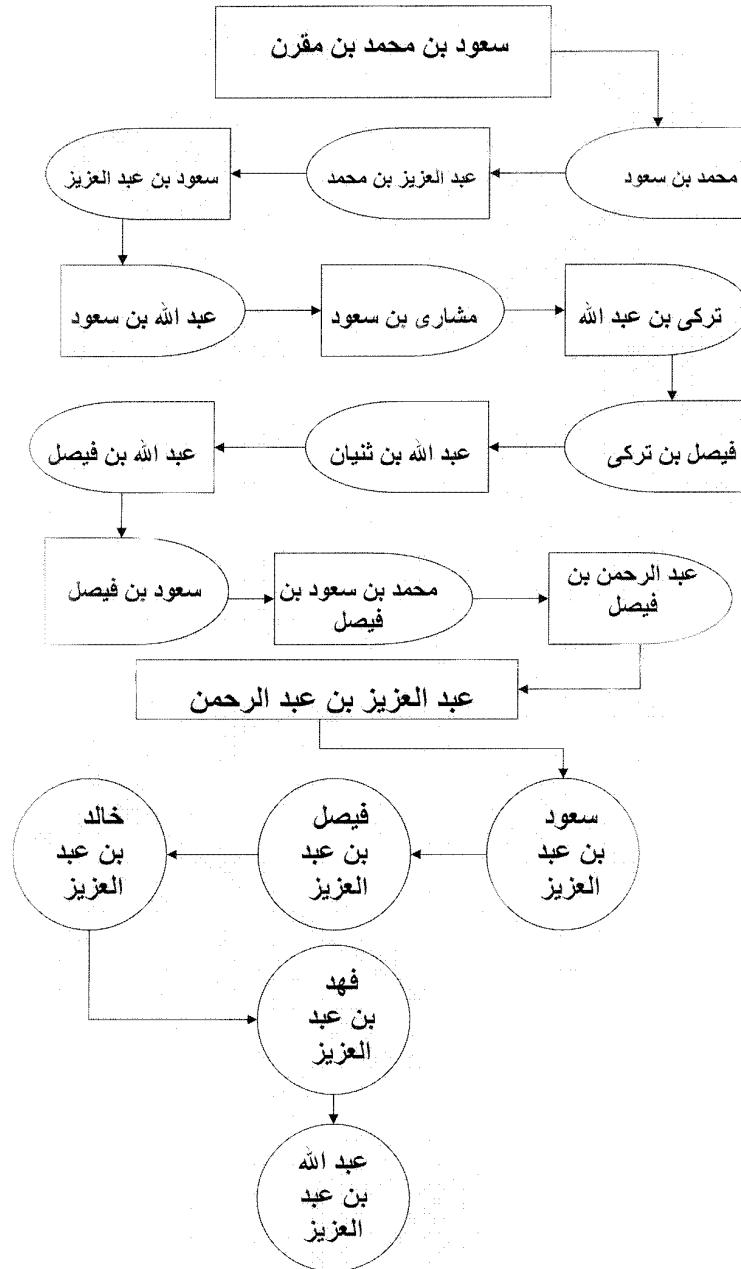 سعود بن محمد بن مقرن
محمد بن سعود
عبد العزيز بن محمد
سعود بن عبد العزيز
عبد الله بن سعود
مشارى بن سعود
تركى بن عبد الله
فيصل بن تركى
عبد الله بن ثنيان
عبد الله بن فيصل
سعود بن فيصل
محمد بن سعود بن
فيصل
عبد الرحمن بن
فيصل
عبد العزيز بن عبد الرحمن
سعود
بن عبد
العزيز
فيصل
بن عبد
العزيز
خالد
بن عبد
العزيز
فهد
بن عبد
العزيز
عبد الله
بن عبد
العزيز